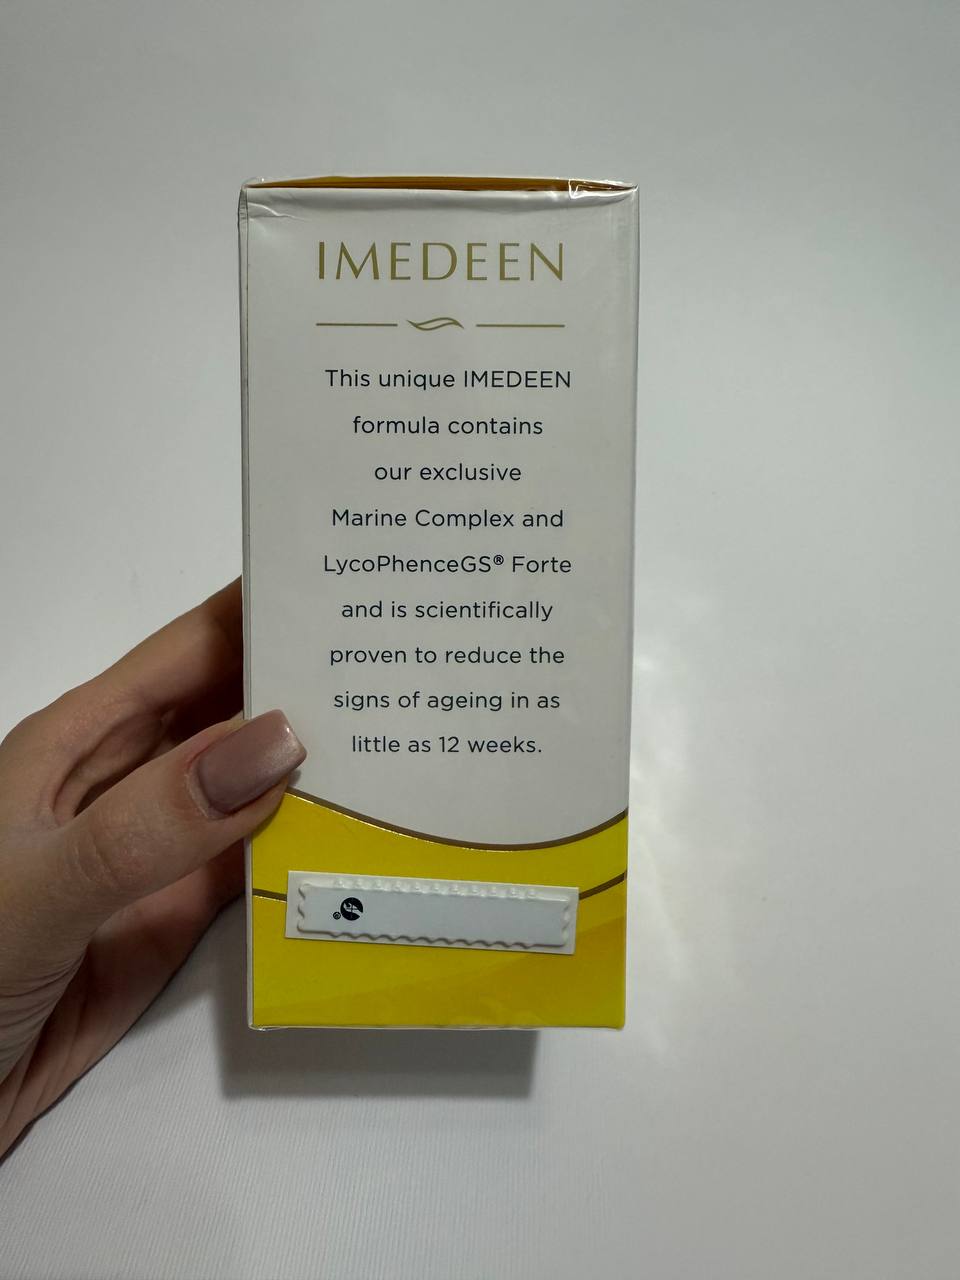 IMEDEEN
This unique IMEDEEN
formula contains
our exclusive
Marine Complex and
LycoPhenceGS® Forte
and is scientifically
proven to reduce the
signs of ageing in as
little as 12 weeks.
©